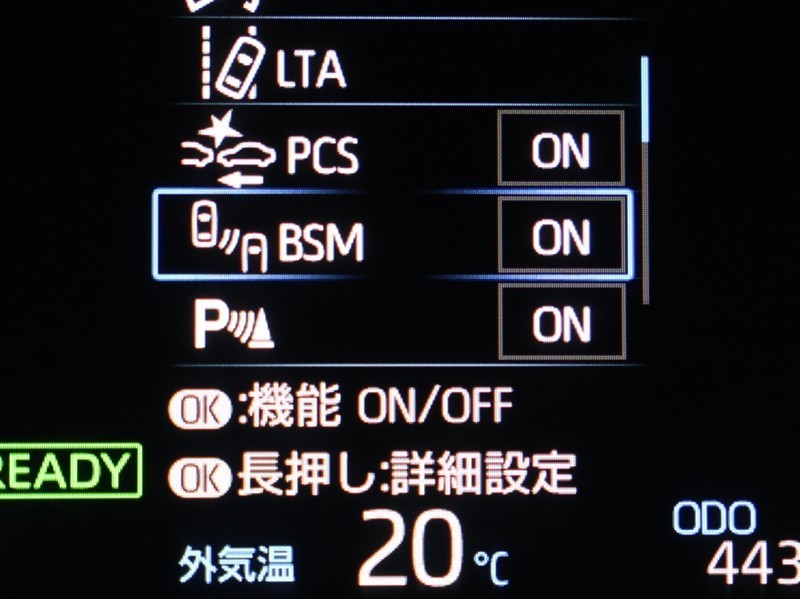 LTA
PCS ON
BSM ON
P ON
OK:機能 ON/OFF
READY
OK長押し:詳細設定
外気温 20℃
ODO
443